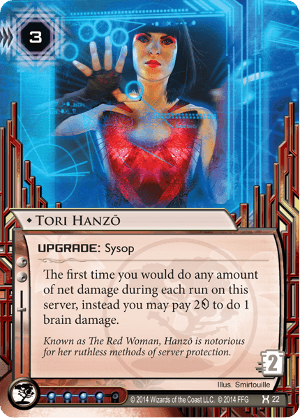 3
TORI HANZŌ
UPGRADE: Sysop
The first time you would do any amount
of net damage during each run on this
server, instead you may pay 2 to do 1
brain damage.
Known as The Red Woman, Hanzō is notorious
for her ruthless methods of server protection.
2
Illus. Smirtouille
© 2014 Wizards of the Coast LLC. © 2014 FFG
22